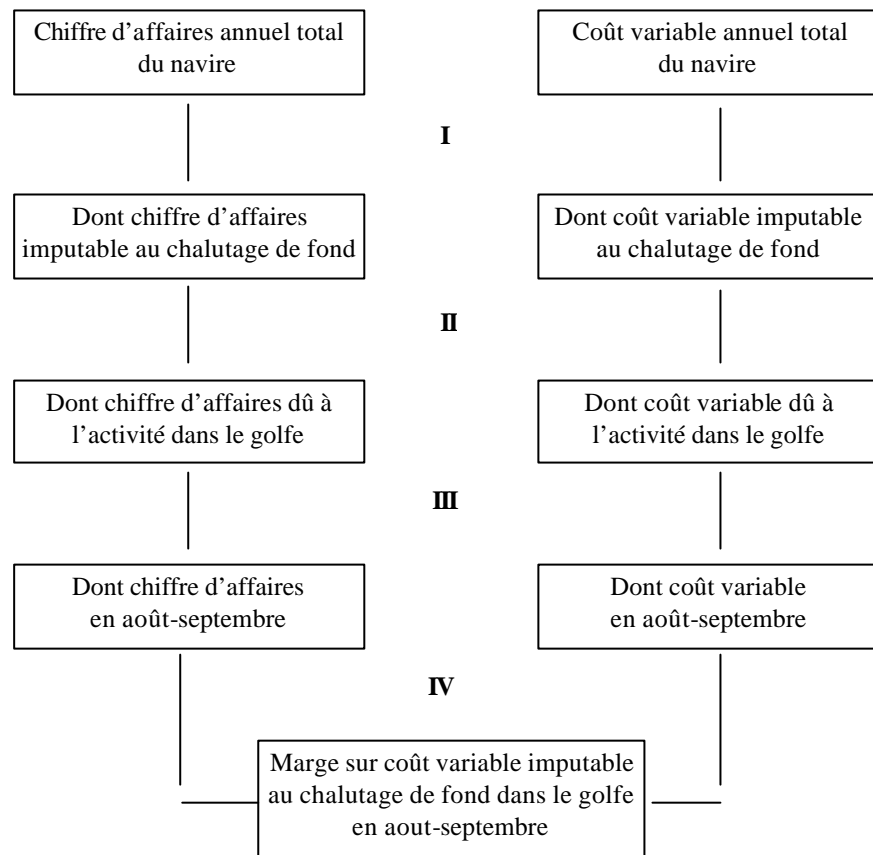 Chiffre d'affaires annuel total
du navire
Coût variable annuel total
du navire
I
Dont chiffre d'affaires
imputable au chalutage de fond
Dont coût variable imputable
au chalutage de fond
II
Dont chiffre d'affaires dû à
l'activité dans le golfe
Dont coût variable dû à
l'activité dans le golfe
III
Dont chiffre d'affaires
en août-septembre
Dont coût variable
en août-septembre
IV
Marge sur coût variable imputable
au chalutage de fond dans le golfe
en aout-septembre